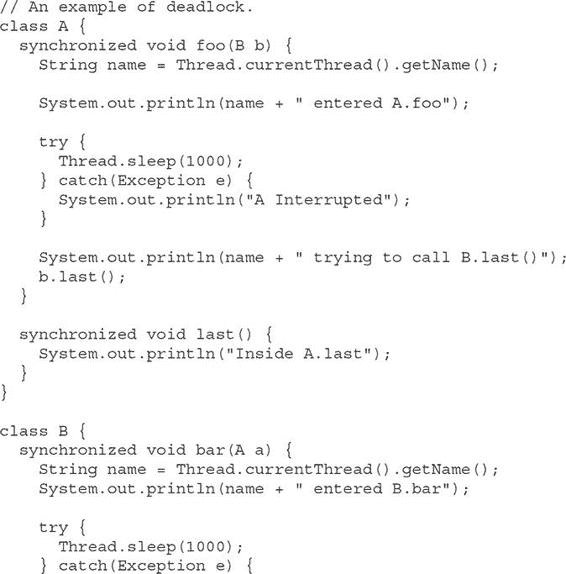 // An example of deadlock.
class A {
  synchronized void foo(B b) {
    String name = Thread.currentThread().getName();

    System.out.println(name + " entered A.foo");

    try {
      Thread.sleep(1000);
    } catch(Exception e) {
      System.out.println("A Interrupted");
    }

    System.out.println(name + " trying to call B.last()");
    b.last();
  }

  synchronized void last() {
    System.out.println("Inside A.last");
  }
}

class B {
  synchronized void bar(A a) {
    String name = Thread.currentThread().getName();
    System.out.println(name + " entered B.bar");

    try {
      Thread.sleep(1000);
    } catch(Exception e) {